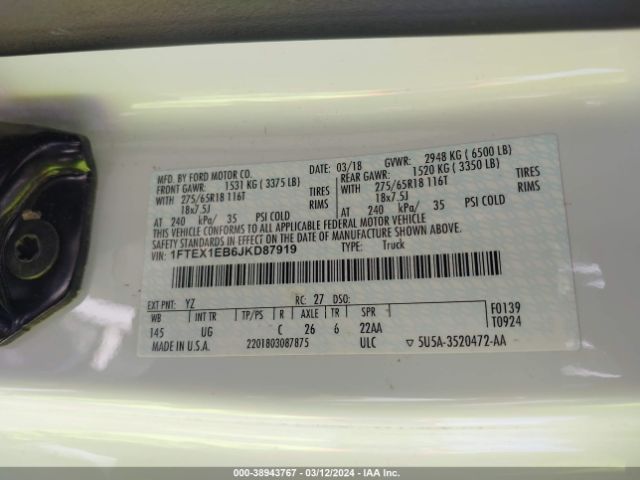 MFD. BY FORD MOTOR CO.
DATE: 03/18 GVWR: 2948 KG ( 6500 LB)
FRONT GAWR: 1531 KG ( 3375 LB)
REAR GAWR: 1520 KG ( 3350 LB)
WITH 275/65R18 116T TIRES
18x7.5J RIMS
WITH 275/65R18 116T TIRES
18x7.5J RIMS
AT 240 kPa/ 35 PSI COLD
AT 240 kPa/ 35 PSI COLD
THIS VEHICLE CONFORMS TO ALL APPLICABLE FEDERAL MOTOR VEHICLE
SAFETY STANDARDS IN EFFECT ON THE DATE OF MANUFACTURE SHOWN ABOVE.
VIN: 1FTEX1EB6JKD87919
TYPE: Truck
EXT PNT: YZ RC: 27 DSO:
WB INT TR TP/PS R AXLE TR SPR
145 UG C 26 6 22AA
F0139
T0924
MADE IN U.S.A. 2201803087875 ULC ▽ 5U5A-3520472-AA
000-38943767 - 03/12/2024 - IAA Inc.